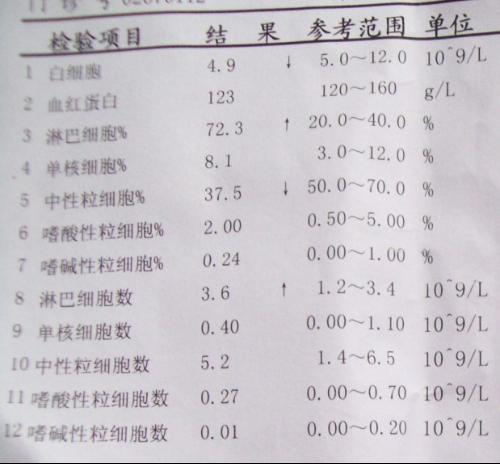 检验项目 结 果 参考范围 单位
1 白细胞 4.9 ↓ 5.0～12.0 10^9/L
2 血红蛋白 123 120～160 g/L
3 淋巴细胞% 72.3 ↑ 20.0～40.0 %
4 单核细胞% 8.1 3.0～12.0 %
5 中性粒细胞% 37.5 ↓ 50.0～70.0 %
6 嗜酸性粒细胞% 2.00 0.50～5.00 %
7 嗜碱性粒细胞% 0.24 0.00～1.00 %
8 淋巴细胞数 3.6 ↑ 1.2～3.4 10^9/L
9 单核细胞数 0.40 0.00～1.10 10^9/L
10 中性粒细胞数 5.2 1.4～6.5 10^9/L
11 嗜酸性粒细胞数 0.27 0.00～0.70 10^9/L
12 嗜碱性粒细胞数 0.01 0.00～0.20 10^9/L